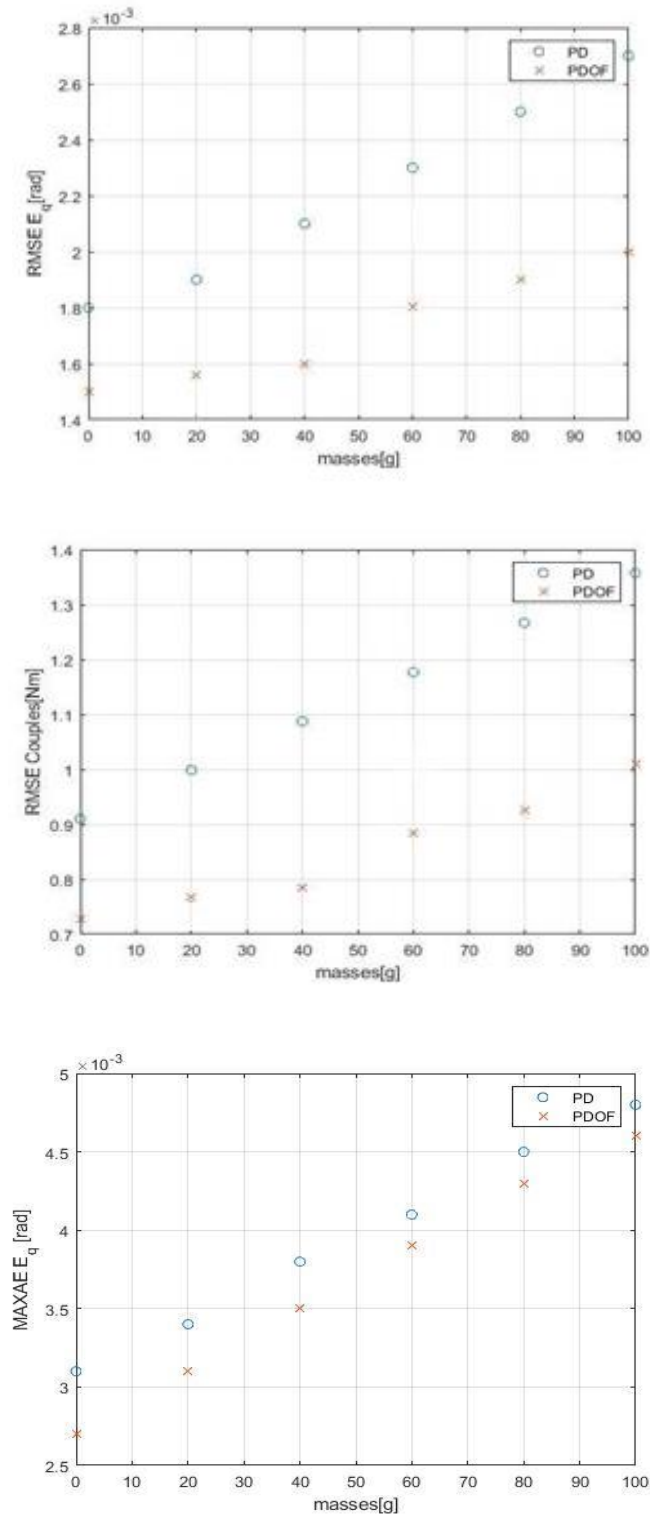 × 10^-3
2.8
2.6
2.4
2.2
2
1.8
1.6
1.4
RMSE E_q [rad]
PD
PDOF
0 10 20 30 40 50 60 70 80 90 100
masses[g]
1.4
1.3
1.2
1.1
1
0.9
0.8
0.7
RMSE Couples[Nm]
PD
PDOF
0 10 20 30 40 50 60 70 80 90 100
masses[g]
× 10^-3
5
4.5
4
3.5
3
2.5
MAXAE E_q [rad]
PD
PDOF
0 10 20 30 40 50 60 70 80 90 100
masses[g]